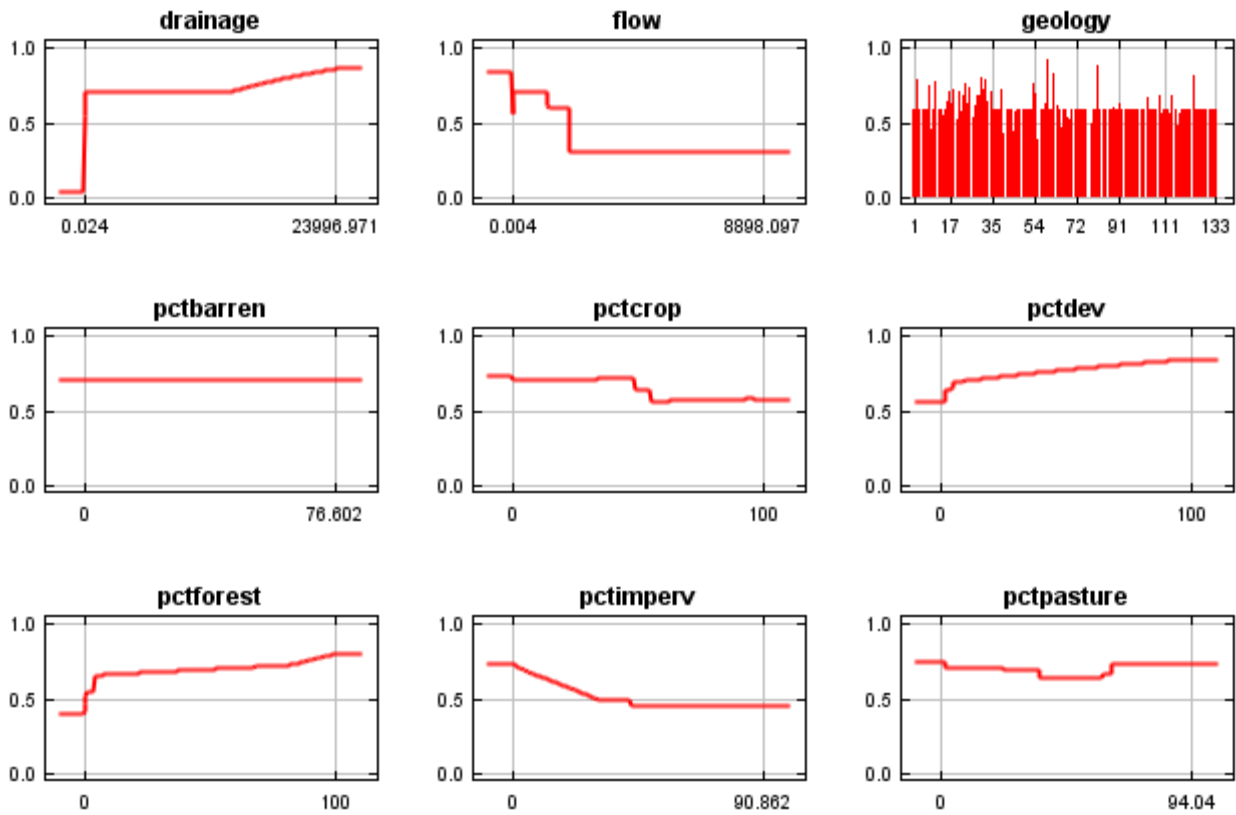 drainage flow geology
1.0 1.0 1.0
0.5 0.5 0.5
0.0 0.0 0.0
0.024 23996.971 0.004 8898.097 1 17 35 54 72 91 111 133
pctbarren pctcrop pctdev
1.0 1.0 1.0
0.5 0.5 0.5
0.0 0.0 0.0
0 76.602 0 100 0 100
pctforest pctimperv pctpasture
1.0 1.0 1.0
0.5 0.5 0.5
0.0 0.0 0.0
0 100 0 90.862 0 94.04